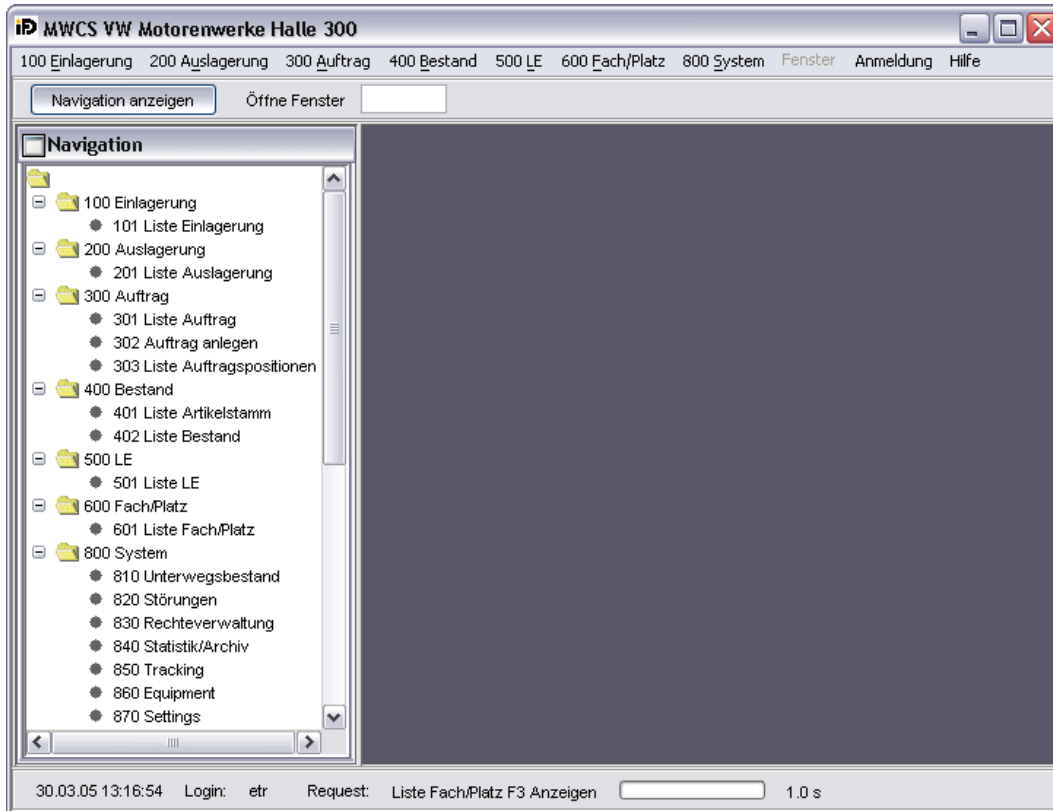 iD MWCS VW Motorenwerke Halle 300
100 Einlagerung 200 Auslagerung 300 Auftrag 400 Bestand 500 LE 600 Fach/Platz 800 System Fenster Anmeldung Hilfe
Navigation anzeigen Öffne Fenster
Navigation
100 Einlagerung
101 Liste Einlagerung
200 Auslagerung
201 Liste Auslagerung
300 Auftrag
301 Liste Auftrag
302 Auftrag anlegen
303 Liste Auftragspositionen
400 Bestand
401 Liste Artikelstamm
402 Liste Bestand
500 LE
501 Liste LE
600 Fach/Platz
601 Liste Fach/Platz
800 System
810 Unterwegsbestand
820 Störungen
830 Rechteverwaltung
840 Statistik/Archiv
850 Tracking
860 Equipment
870 Settings
30.03.05 13:16:54 Login: etr Request: Liste Fach/Platz F3 Anzeigen 1.0 s